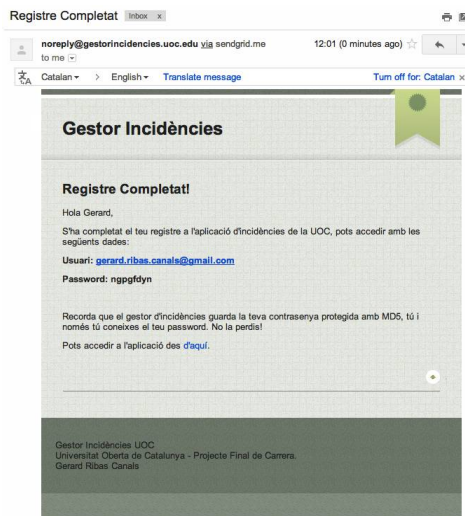 Registre Completat Inbox x
noreply@gestorincidencies.uoc.edu via sendgrid.me 12:01 (0 minutes ago)
to me
Catalan > English Translate message Turn off for: Catalan x
Gestor Incidències
Registre Completat!
Hola Gerard,
S'ha completat el teu registre a l'aplicació d'incidències de la UOC, pots accedir amb les
següents dades:
Usuari: gerard.ribas.canals@gmail.com
Password: ngpgfdyn
Recorda que el gestor d'incidències guarda la teva contrasenya protegida amb MD5, tú i
només tú coneixes el teu password. No la perdis!
Pots accedir a l'aplicació des d'aquí.
Gestor Incidències UOC
Universitat Oberta de Catalunya - Projecte Final de Carrera.
Gerard Ribas Canals